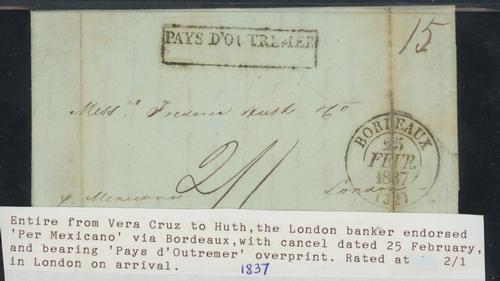 PAYS D'OUTREMER
15
Mess.rs Frederic Huth & Co
BORDEAUX
25
FEVR.
1837
(32)
2/1
p Mexicano
London
Entire from Vera Cruz to Huth, the London banker endorsed
'Per Mexicano' via Bordeaux, with cancel dated 25 February,
and bearing 'Pays d'Outremer' overprint. Rated at 2/1
in London on arrival.
1837